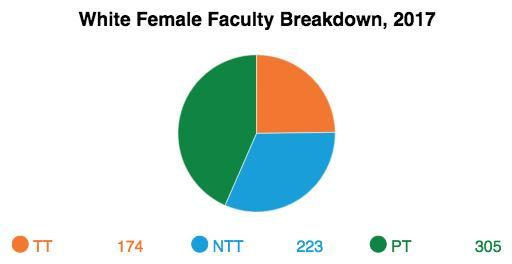 White Female Faculty Breakdown, 2017
TT 174 NTT 223 PT 305